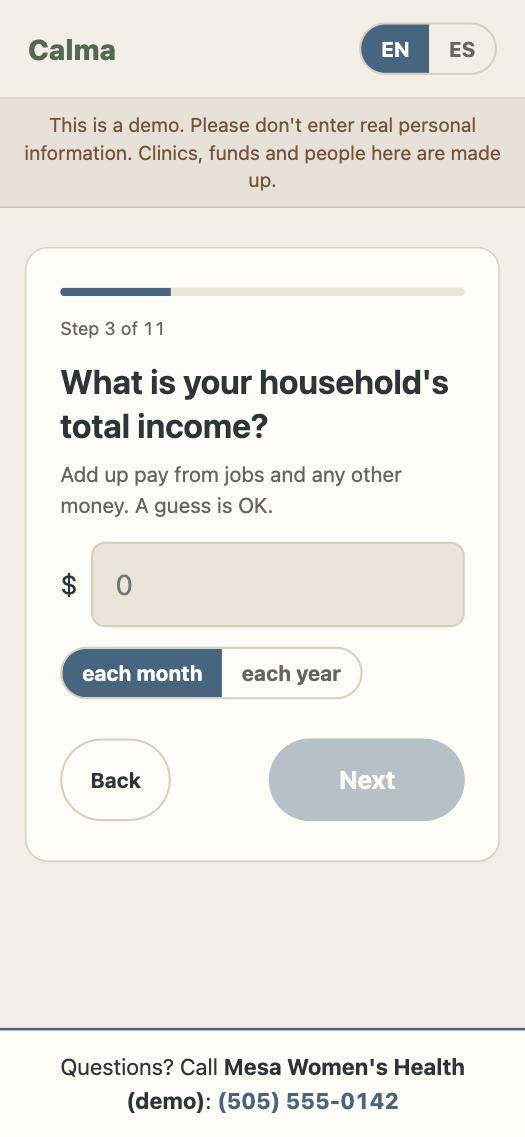 Calma
EN
ES
This is a demo. Please don't enter real personal
information. Clinics, funds and people here are made
up.
Step 3 of 11
What is your household's
total income?
Add up pay from jobs and any other
money. A guess is OK.
$
0
each month
each year
Back
Next
Questions? Call Mesa Women's Health
(demo): (505) 555-0142